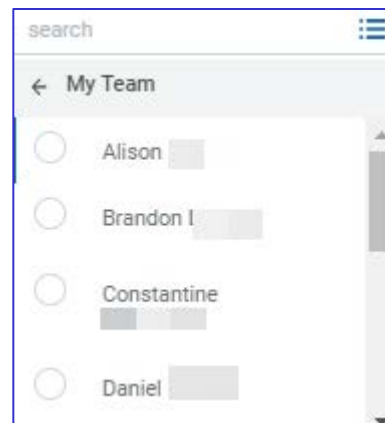 search
← My Team
Alison
Brandon
Constantine
Daniel